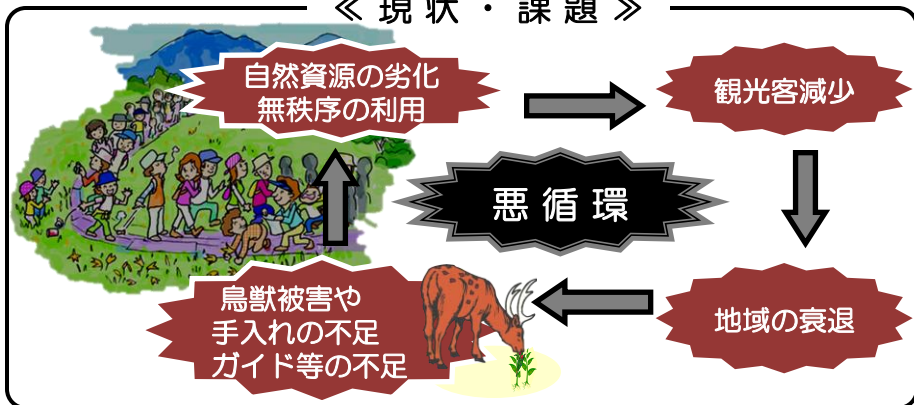 ≪ 現 状 ・ 課 題 ≫
自然資源の劣化
無秩序の利用
観光客減少
悪 循 環
鳥獣被害や
手入れの不足
ガイド等の不足
地域の衰退